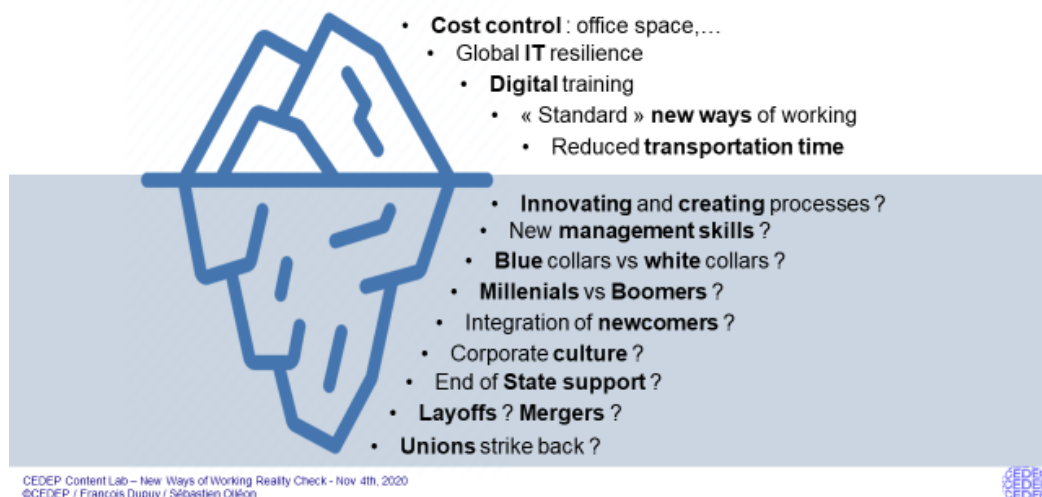 • Cost control : office space,...
• Global IT resilience
• Digital training
• « Standard » new ways of working
• Reduced transportation time
• Innovating and creating processes ?
• New management skills ?
• Blue collars vs white collars ?
• Millenials vs Boomers ?
• Integration of newcomers ?
• Corporate culture ?
• End of State support ?
• Layoffs ? Mergers ?
• Unions strike back ?
CEDEP Content Lab – New Ways of Working Reality Check - Nov 4th, 2020
©CEDEP / François Dupuy / Sébastien Olléon
CEDEP
CEDEP